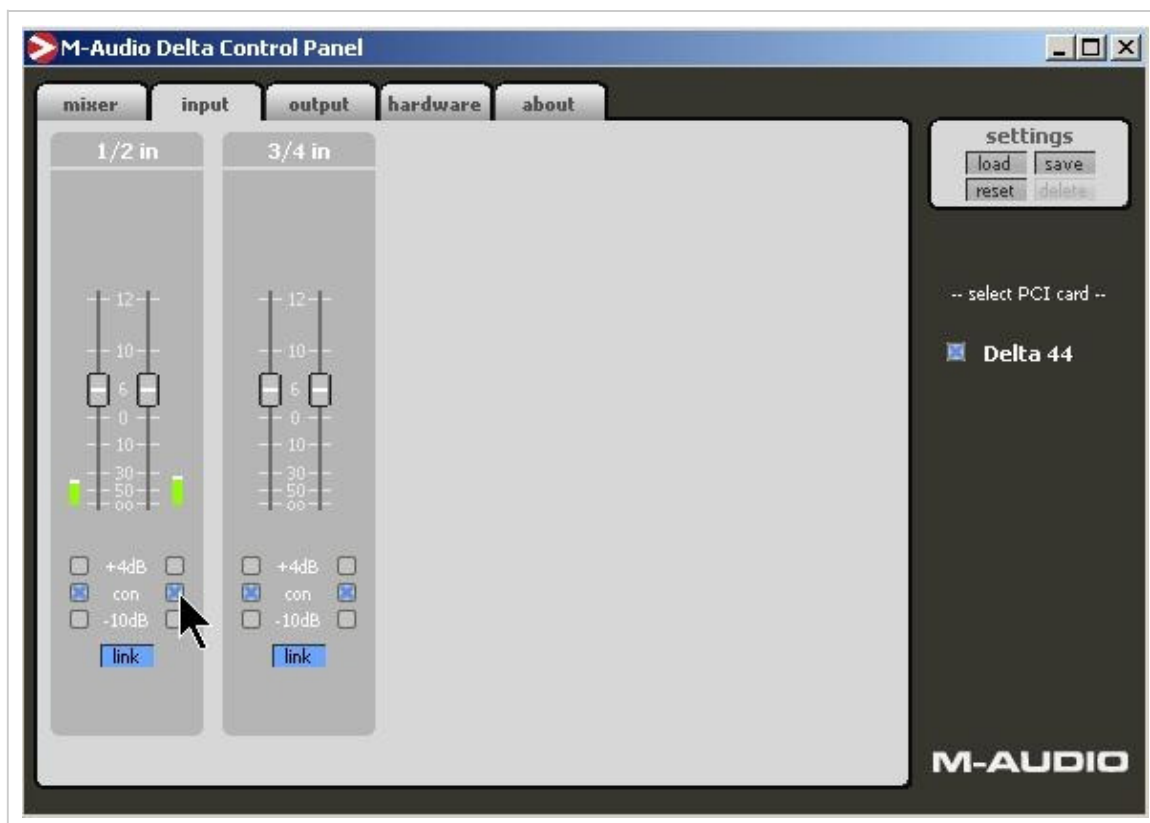 M-Audio Delta Control Panel
mixer input output hardware about
1/2 in 3/4 in
settings
load save
reset delete
12 12
10 10
6 6
0 0
10 10
30 30
50 50
∞ ∞
-- select PCI card --
Delta 44
+4dB +4dB
con con
-10dB -10dB
link link
M-AUDIO